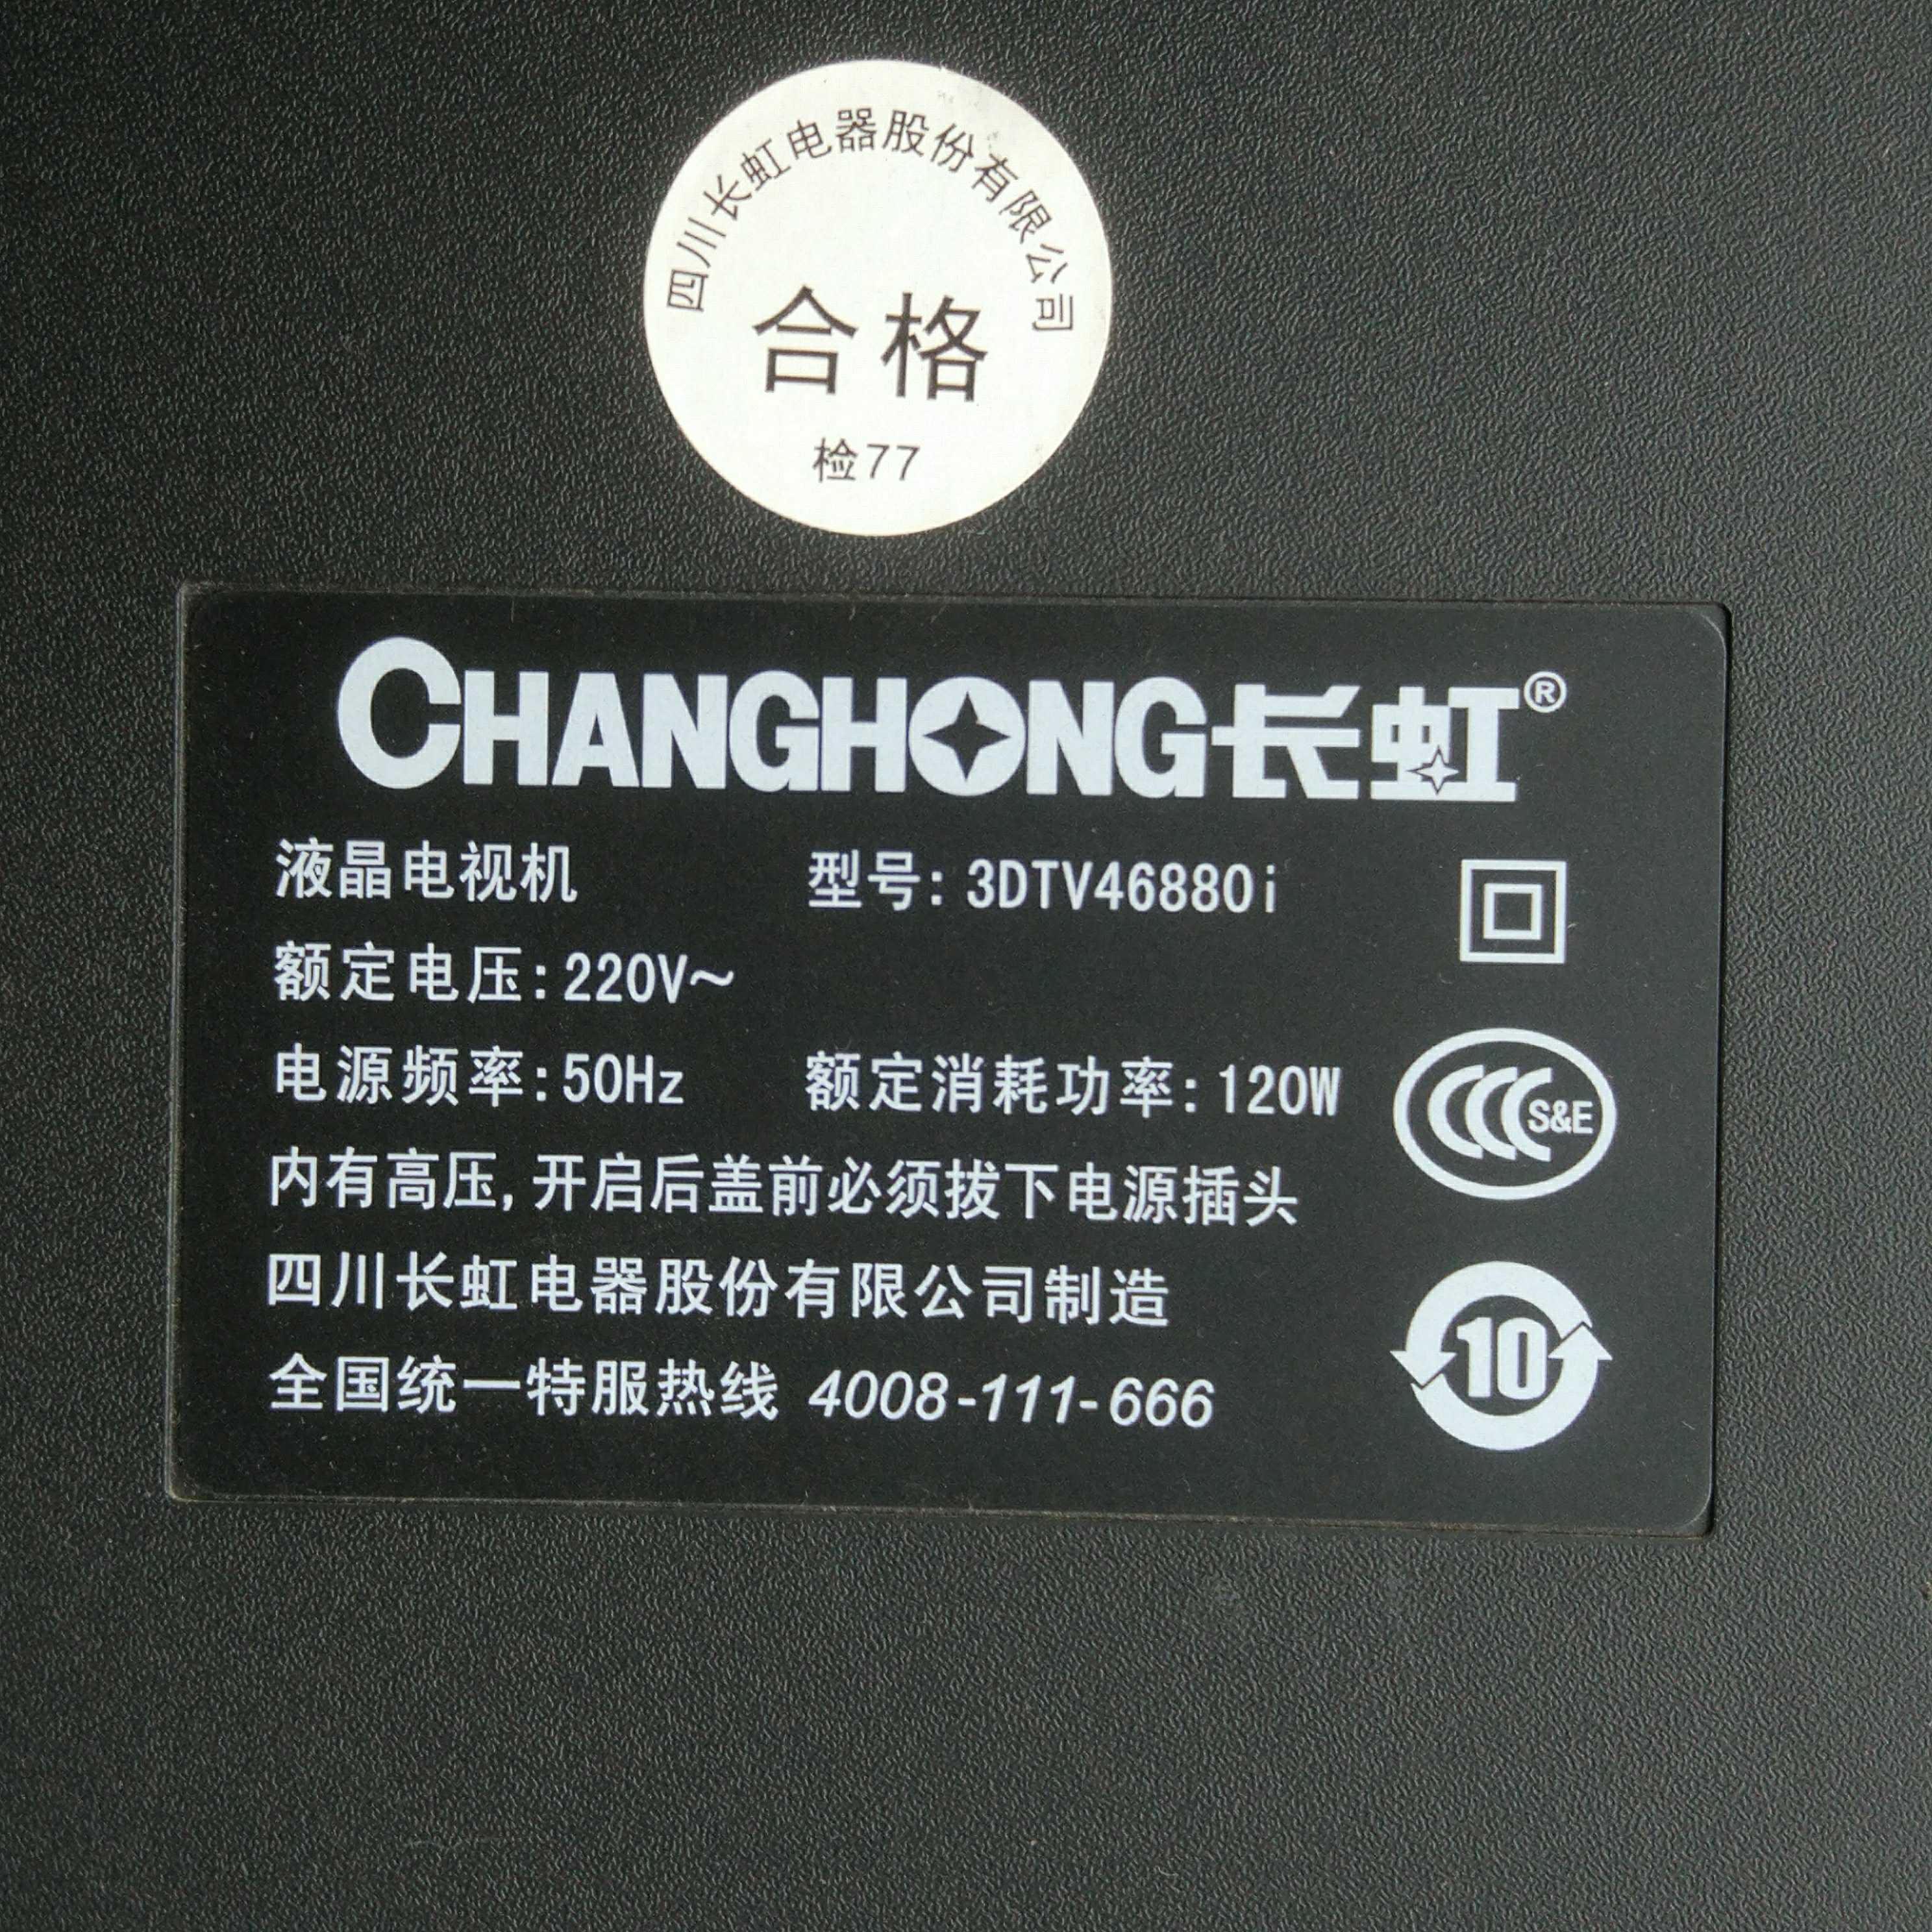 四川长虹电器股份有限公司
合格
检77
CHANGHONG长虹®
液晶电视机 型号:3DTV46880i
额定电压:220V~
电源频率:50Hz 额定消耗功率:120W
CCC S&E
内有高压,开启后盖前必须拔下电源插头
四川长虹电器股份有限公司制造
10
全国统一特服热线 4008-111-666